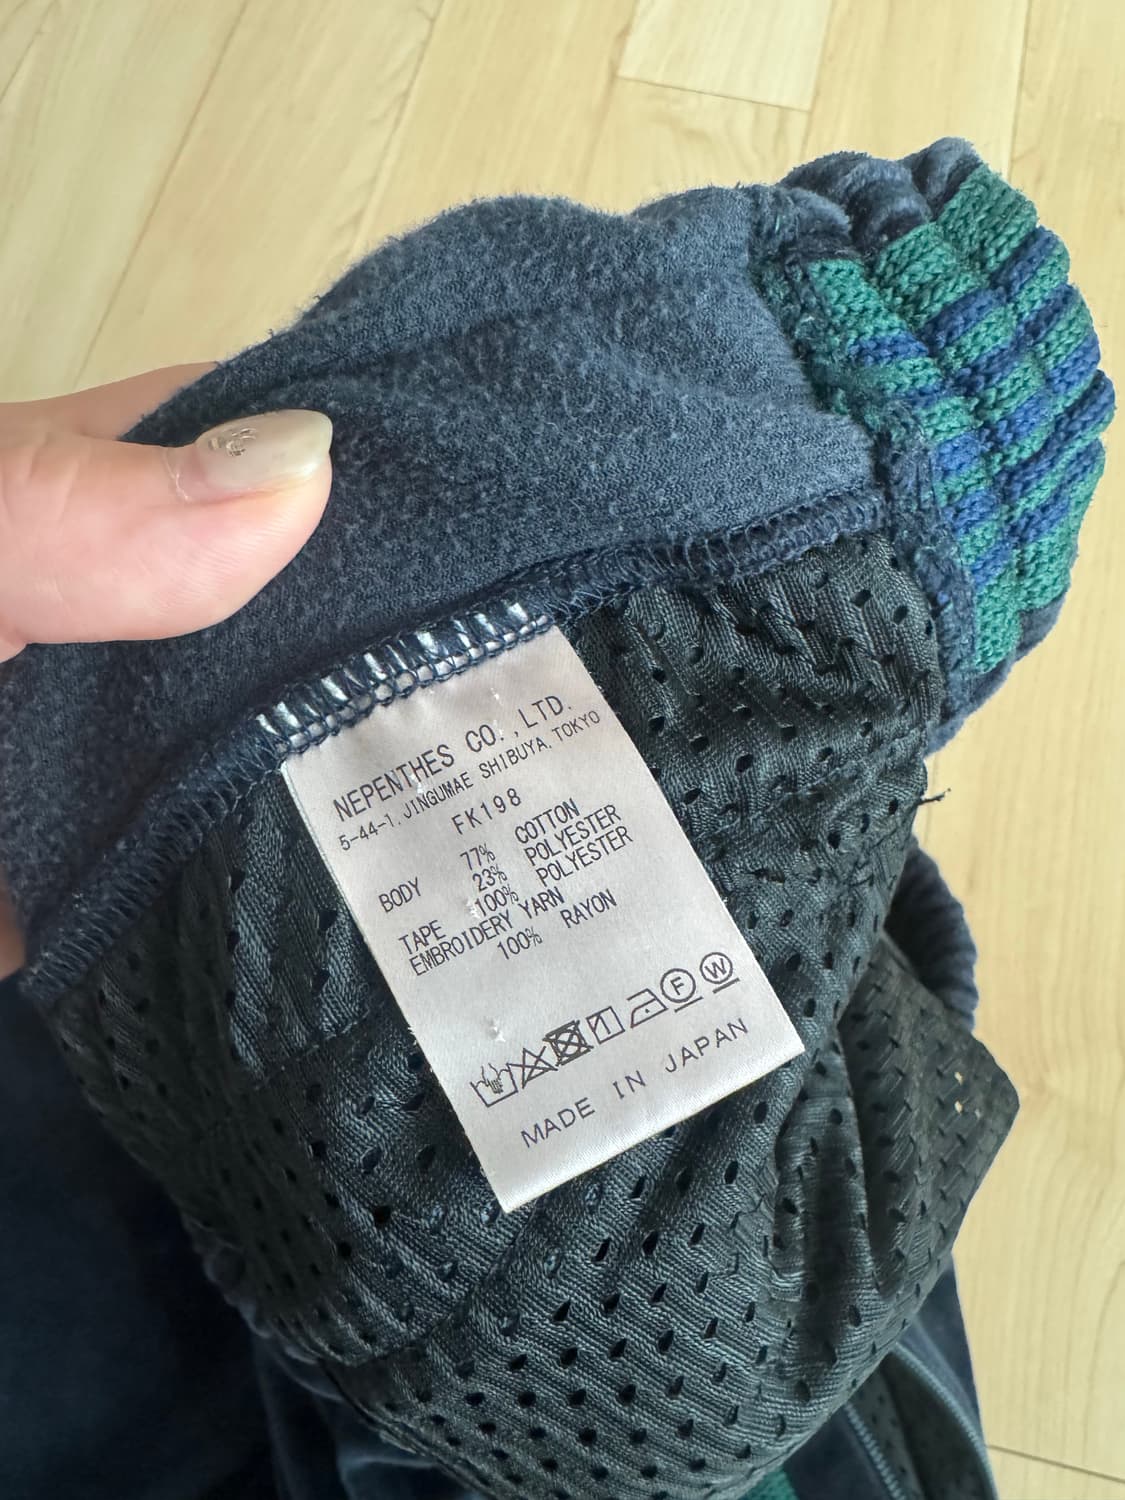 NEPENTHES CO.,LTD.
5-44-1, JINGUMAE SHIBUYA, TOKYO
FK198
BODY 77% COTTON
23% POLYESTER
TAPE 100% POLYESTER
EMBROIDERY YARN
100% RAYON
F W
MADE IN JAPAN